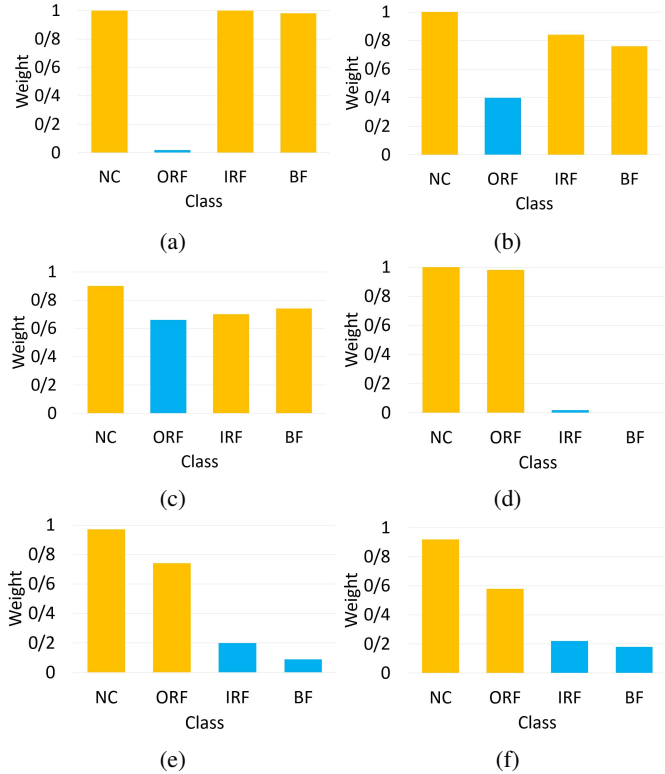 1
0/8
0/6
0/4
0/2
0
Weight
NC ORF IRF BF
Class
(a)
1
0/8
0/6
0/4
0/2
0
Weight
NC ORF IRF BF
Class
(b)
1
0/8
0/6
0/4
0/2
0
Weight
NC ORF IRF BF
Class
(c)
1
0/8
0/6
0/4
0/2
0
Weight
NC ORF IRF BF
Class
(d)
1
0/8
0/6
0/4
0/2
0
Weight
NC ORF IRF BF
Class
(e)
1
0/8
0/6
0/4
0/2
0
Weight
NC ORF IRF BF
Class
(f)